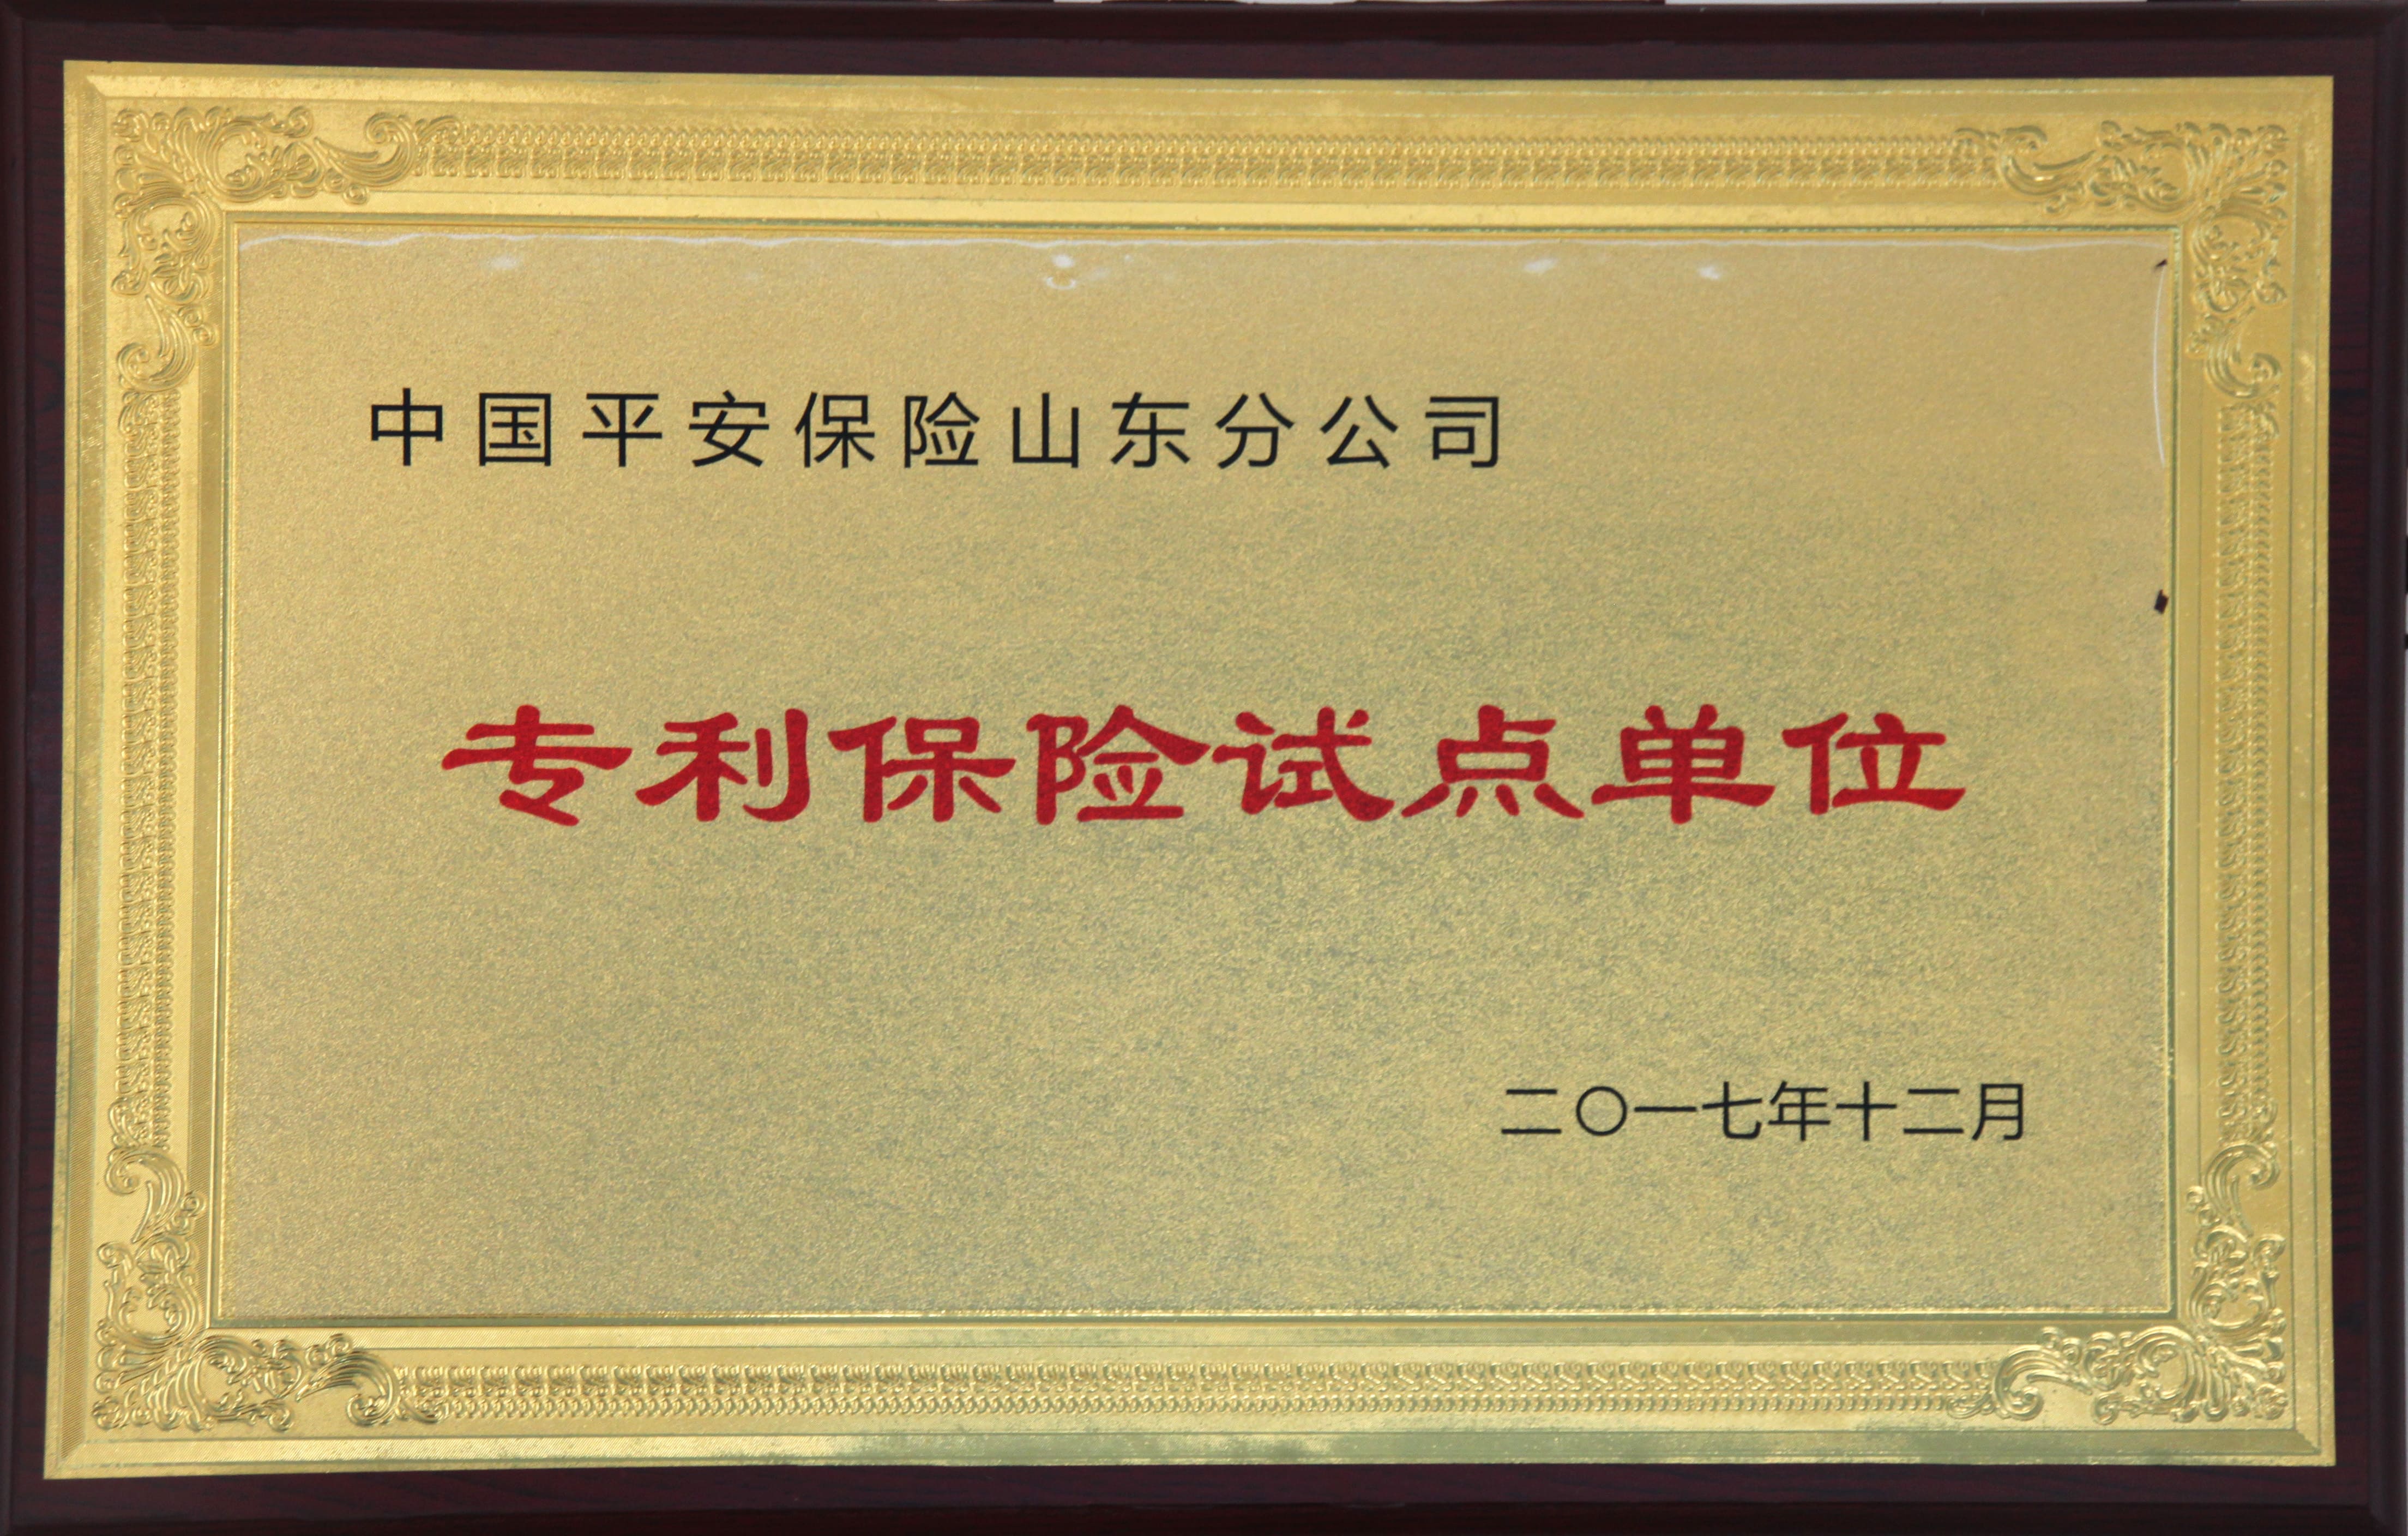 中国平安保险山东分公司
专利保险试点单位
二〇一七年十二月